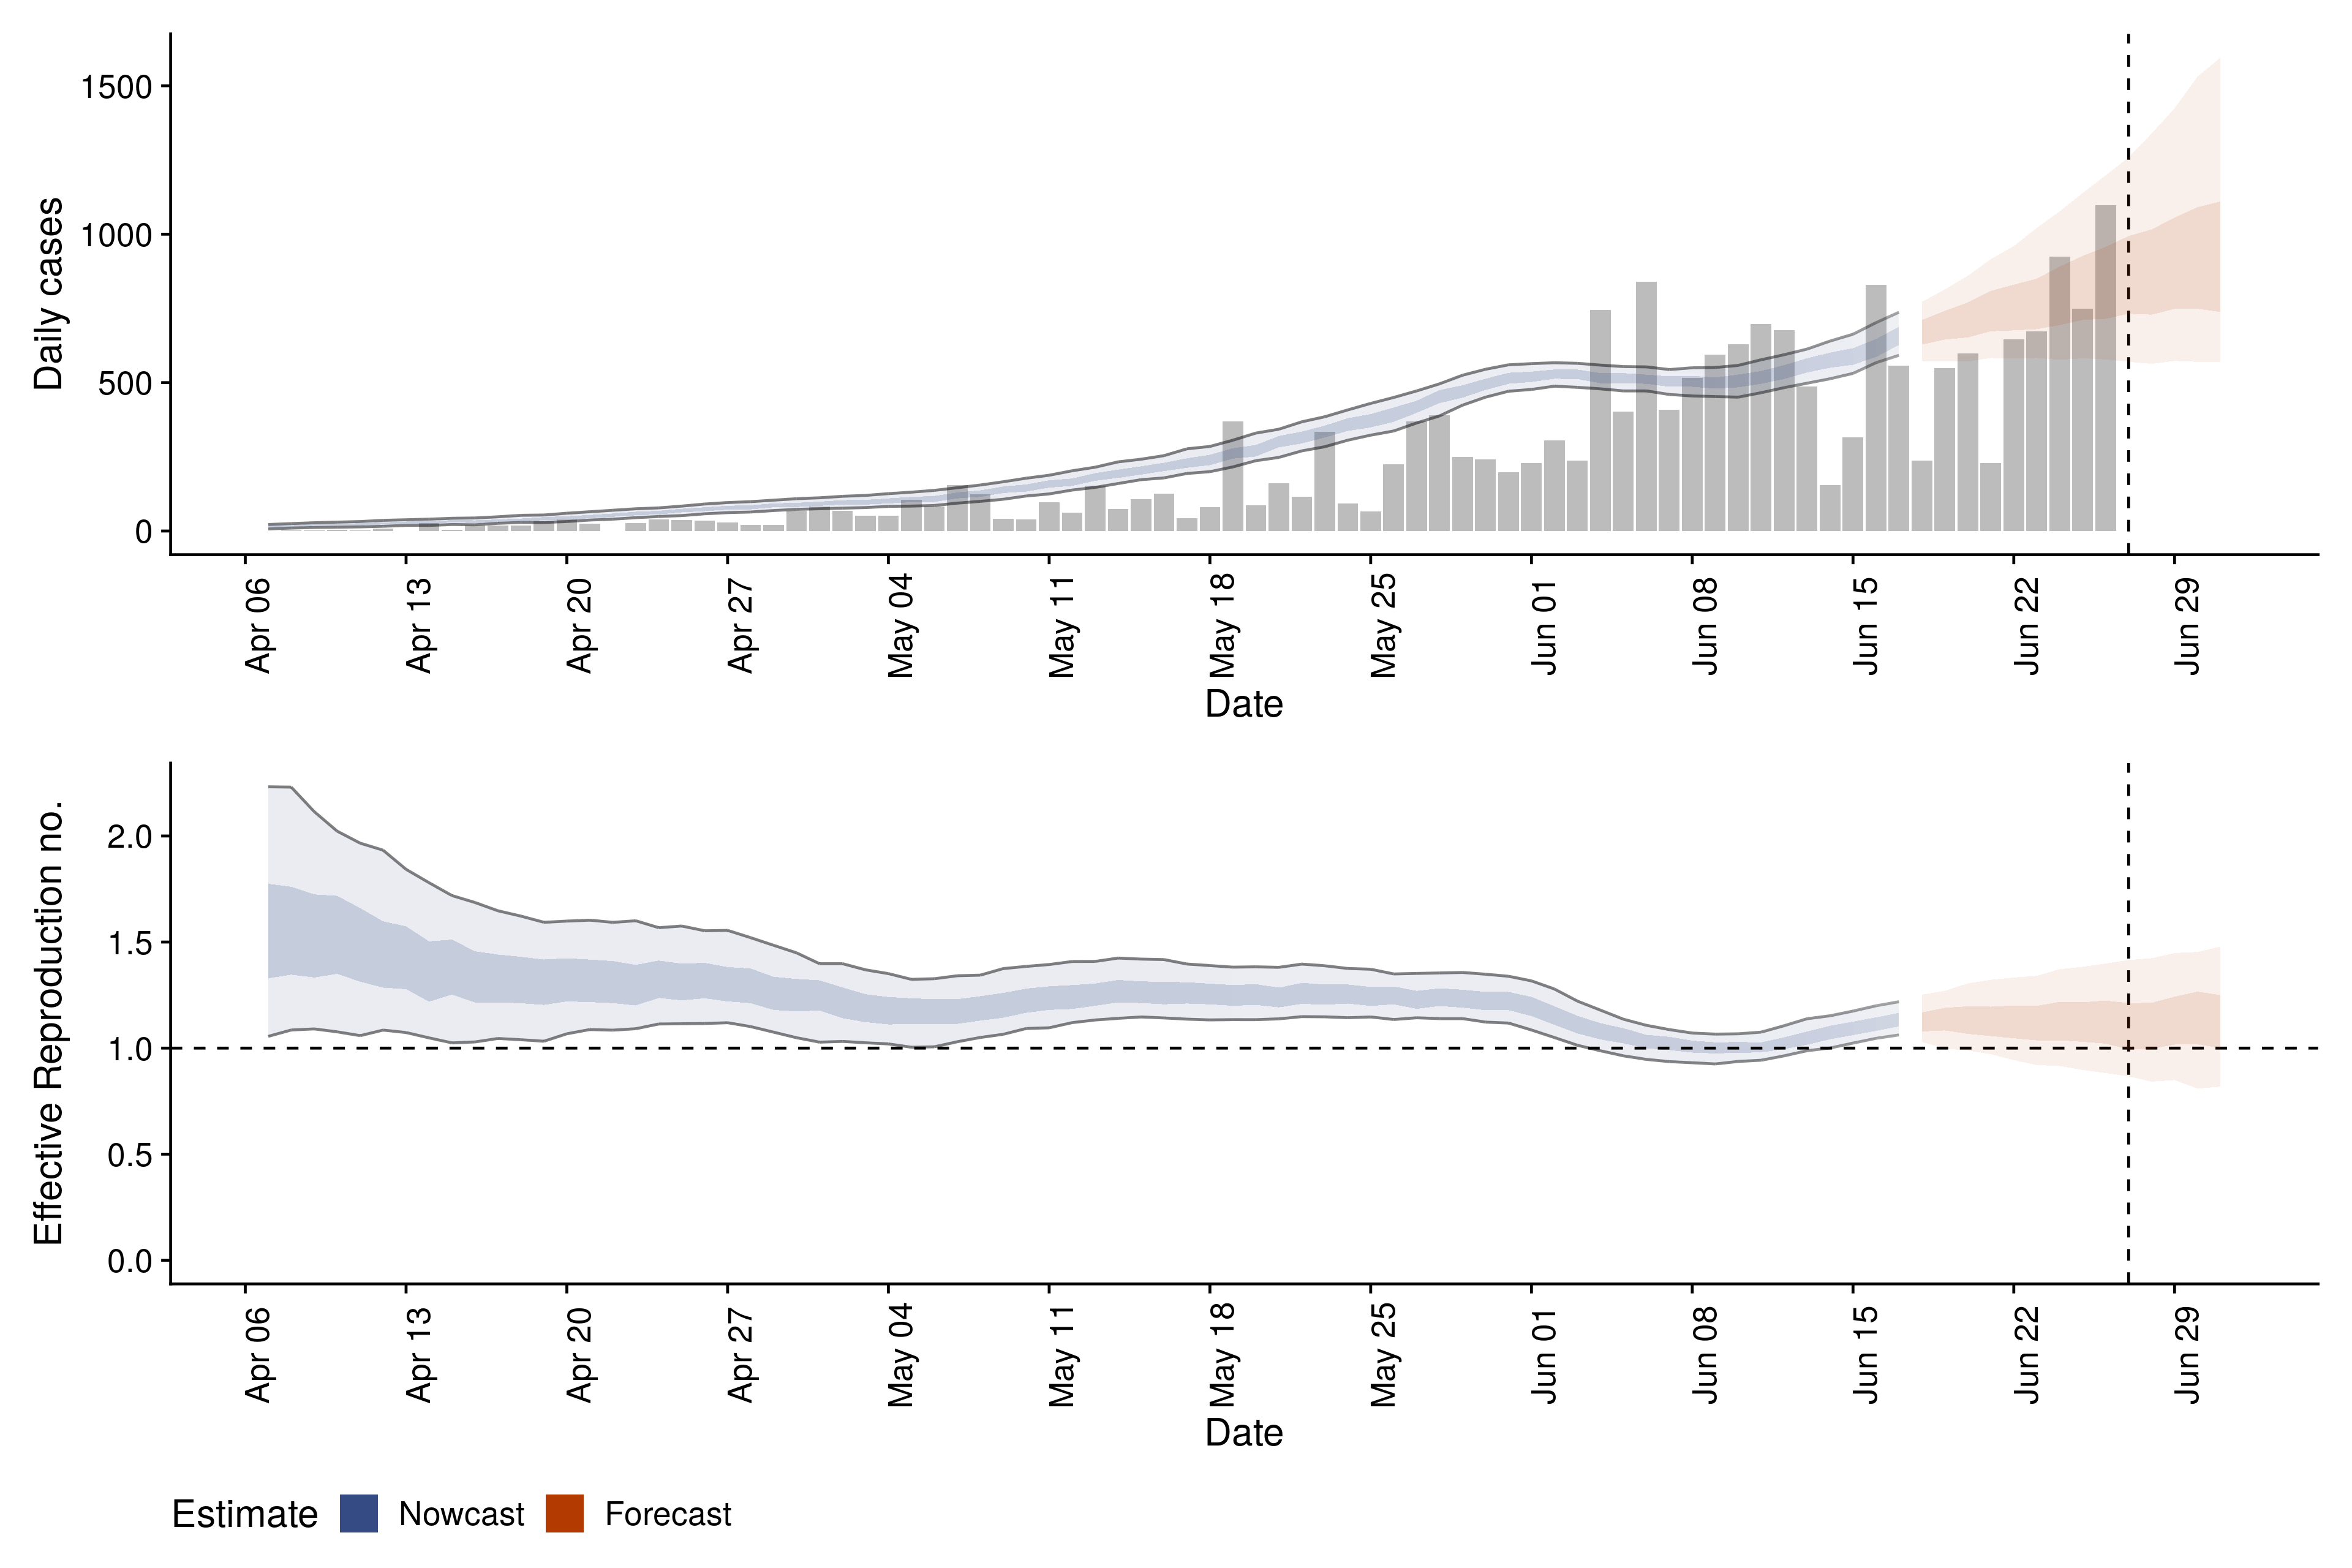 Daily cases
1500
1000
500
0
Apr 06
Apr 13
Apr 20
Apr 27
May 04
May 11
May 18
May 25
Jun 01
Jun 08
Jun 15
Jun 22
Jun 29
Date
Effective Reproduction no.
2.0
1.5
1.0
0.5
0.0
Apr 06
Apr 13
Apr 20
Apr 27
May 04
May 11
May 18
May 25
Jun 01
Jun 08
Jun 15
Jun 22
Jun 29
Date
Estimate Nowcast Forecast